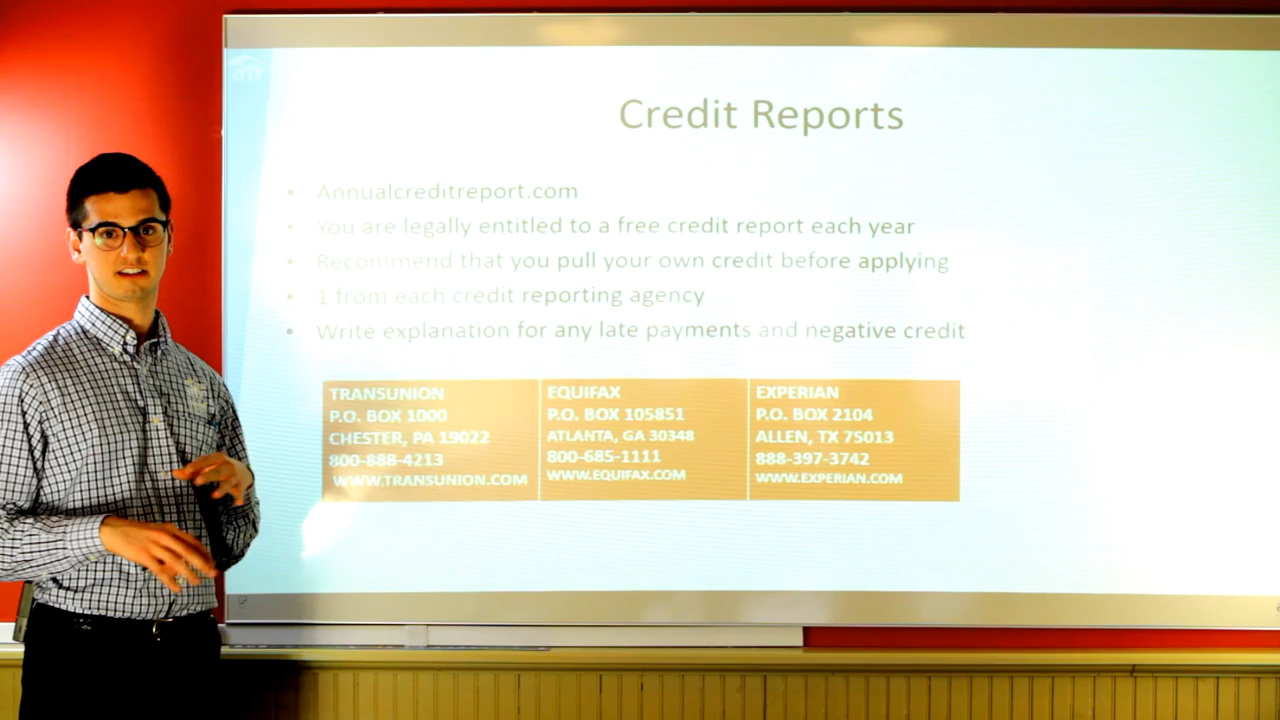 Credit Reports
• Annualcreditreport.com
• You are legally entitled to a free credit report each year
• Recommend that you pull your own credit before applying
• 1 from each credit reporting agency
• Write explanation for any late payments and negative credit
TRANSUNION
P.O. BOX 1000
CHESTER, PA 19022
800-888-4213
WWW.TRANSUNION.COM
EQUIFAX
P.O. BOX 105851
ATLANTA, GA 30348
800-685-1111
WWW.EQUIFAX.COM
EXPERIAN
P.O. BOX 2104
ALLEN, TX 75013
888-397-3742
WWW.EXPERIAN.COM